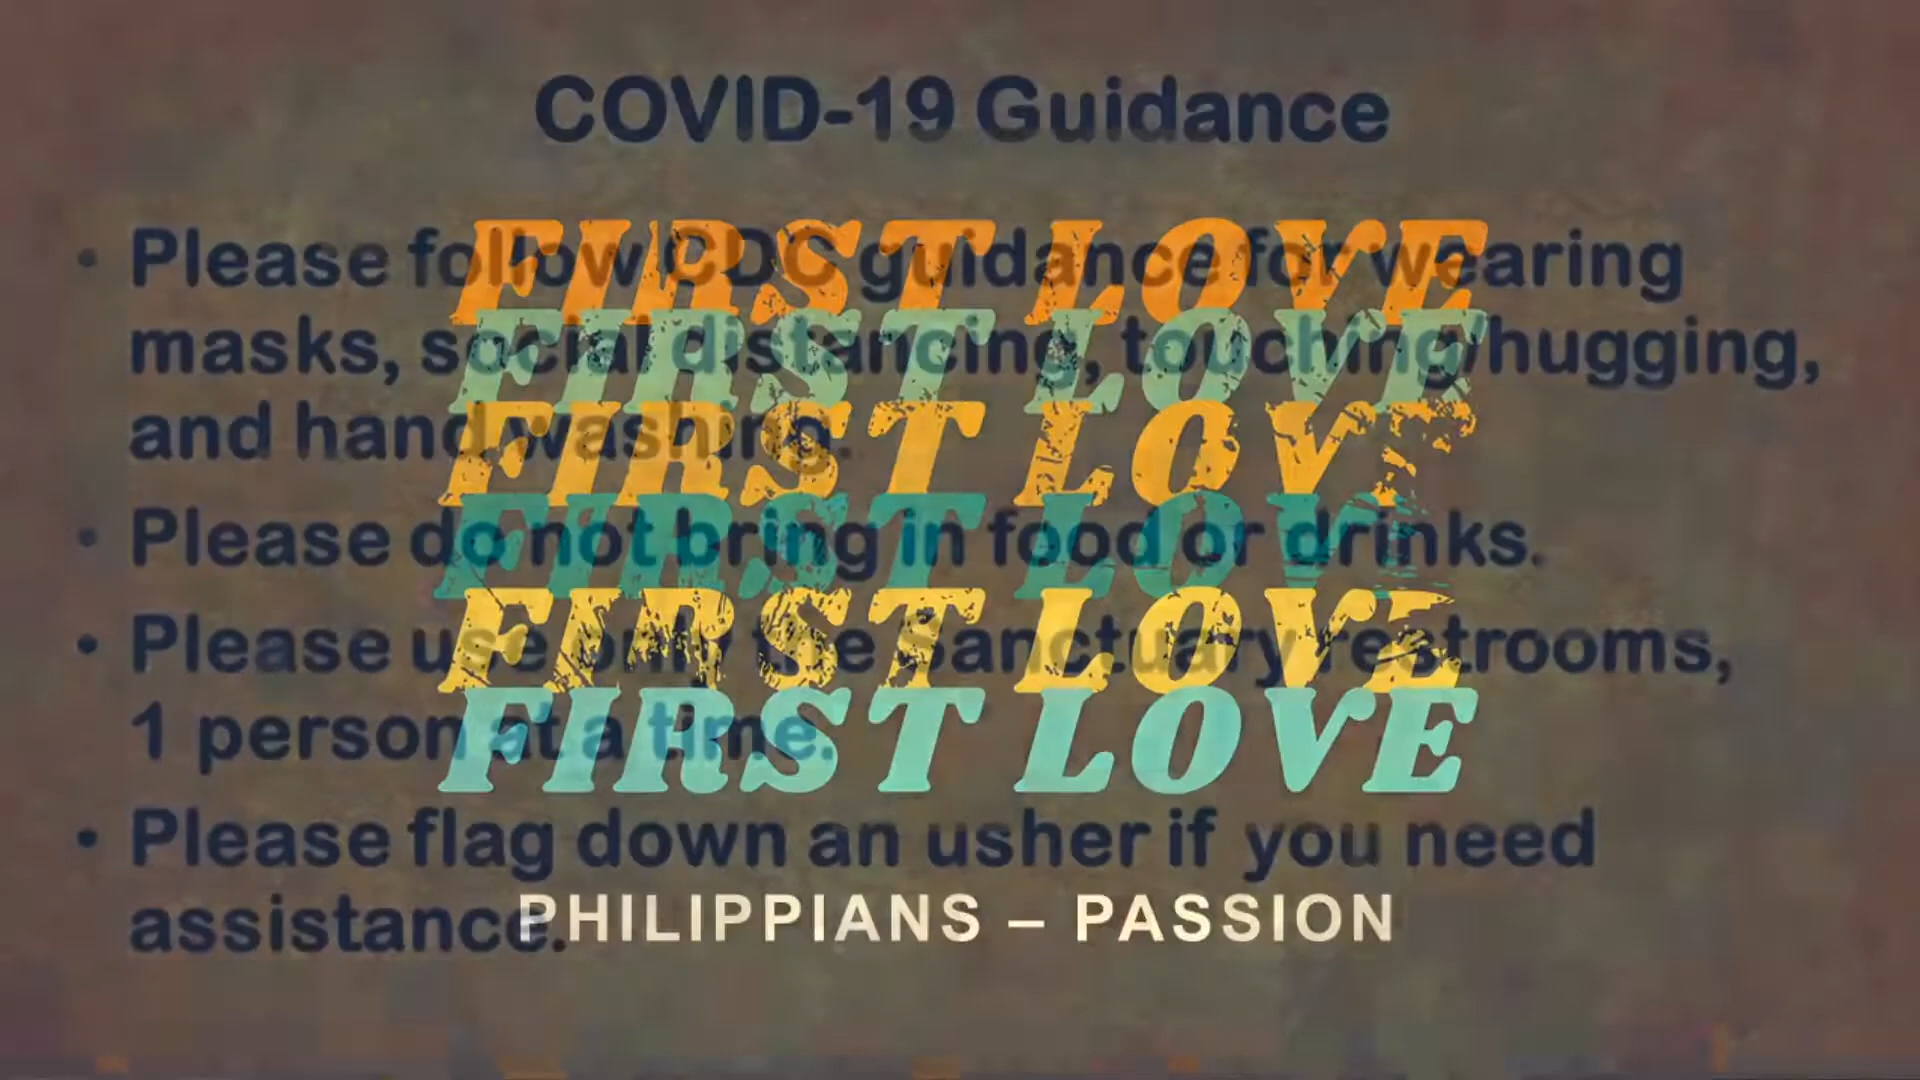 COVID-19 Guidance
• Please follow CDC guidance for wearing
masks, social distancing, touching/hugging,
and hand washing.
• Please do not bring in food or drinks.
• Please use only the Sanctuary restrooms,
1 person at a time.
• Please flag down an usher if you need
assistance.
FIRST LOVE
FIRST LOVE
FIRST LOVE
FIRST LOVE
FIRST LOVE
FIRST LOVE
PHILIPPIANS – PASSION